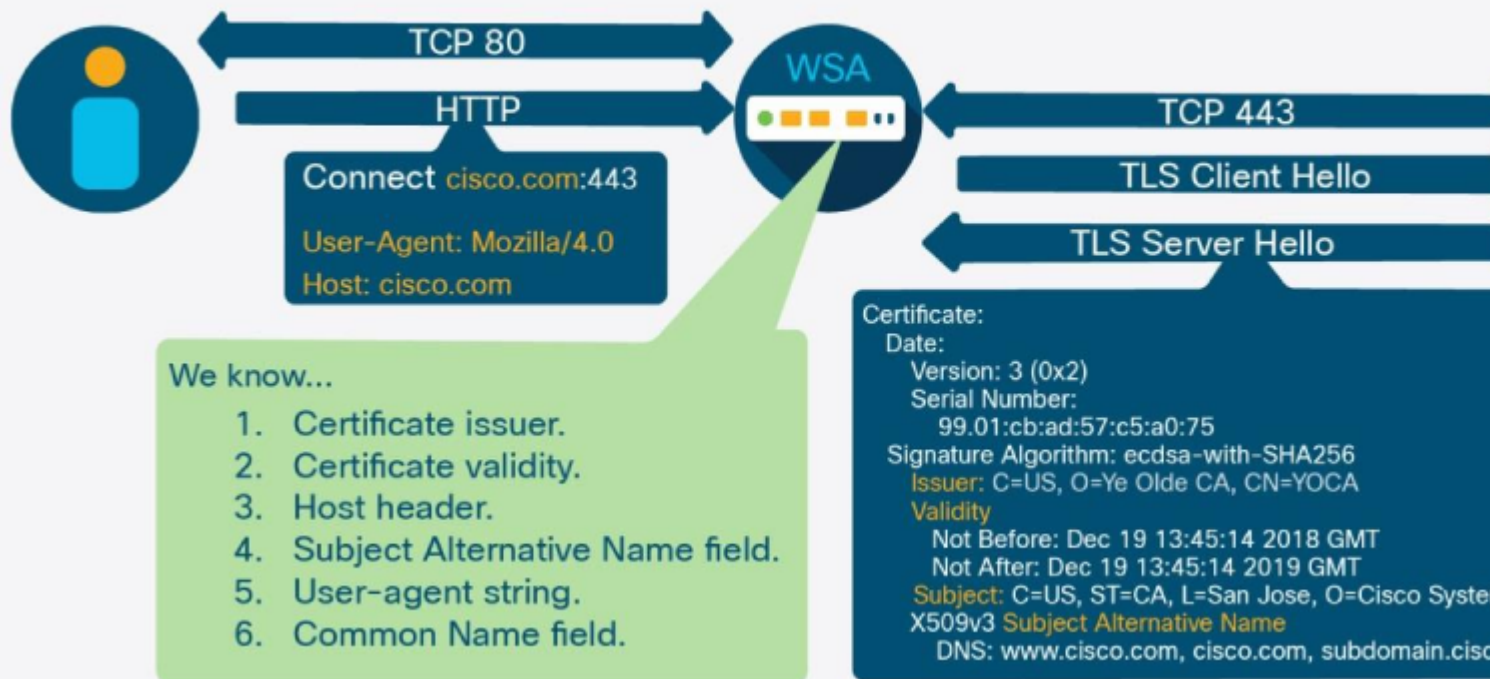 TCP 80
HTTP
Connect cisco.com:443
User-Agent: Mozilla/4.0
Host: cisco.com
WSA
TCP 443
TLS Client Hello
TLS Server Hello
We know...
1. Certificate issuer.
2. Certificate validity.
3. Host header.
4. Subject Alternative Name field.
5. User-agent string.
6. Common Name field.
Certificate:
Date:
Version: 3 (0x2)
Serial Number:
99.01:cb:ad:57:c5:a0:75
Signature Algorithm: ecdsa-with-SHA256
Issuer: C=US, O=Ye Olde CA, CN=YOCA
Validity
Not Before: Dec 19 13:45:14 2018 GMT
Not After: Dec 19 13:45:14 2019 GMT
Subject: C=US, ST=CA, L=San Jose, O=Cisco Syste
X509v3 Subject Alternative Name
DNS: www.cisco.com, cisco.com, subdomain.cisc